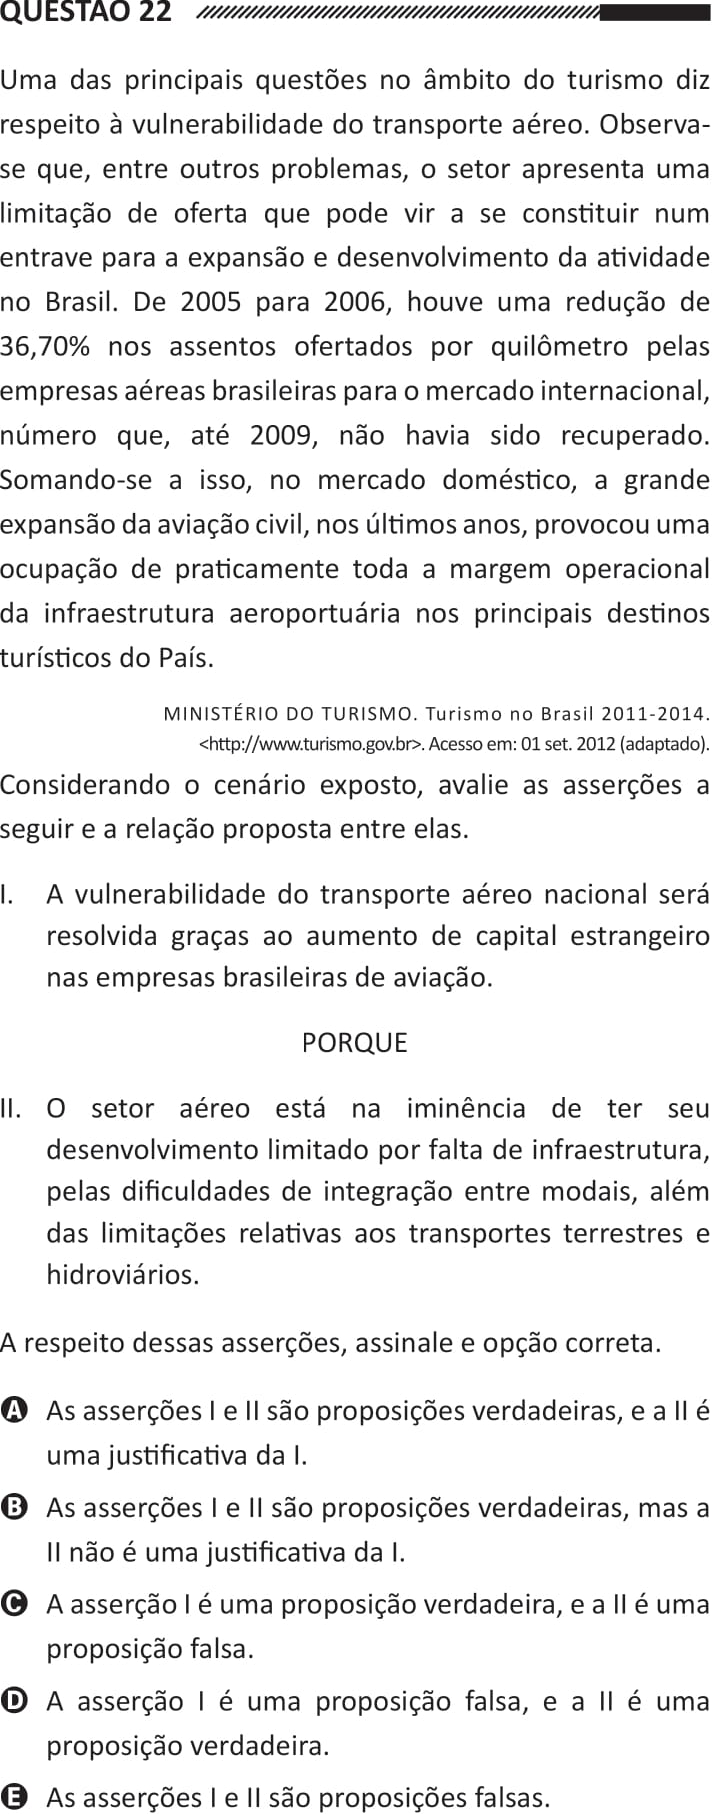 QUESTÃO 22
Uma das principais questões no âmbito do turismo diz
respeito à vulnerabilidade do transporte aéreo. Observa-
se que, entre outros problemas, o setor apresenta uma
limitação de oferta que pode vir a se constituir num
entrave para a expansão e desenvolvimento da atividade
no Brasil. De 2005 para 2006, houve uma redução de
36,70% nos assentos ofertados por quilômetro pelas
empresas aéreas brasileiras para o mercado internacional,
número que, até 2009, não havia sido recuperado.
Somando-se a isso, no mercado doméstico, a grande
expansão da aviação civil, nos últimos anos, provocou uma
ocupação de praticamente toda a margem operacional
da infraestrutura aeroportuária nos principais destinos
turísticos do País.
MINISTÉRIO DO TURISMO. Turismo no Brasil 2011-2014.
<http://www.turismo.gov.br>. Acesso em: 01 set. 2012 (adaptado).
Considerando o cenário exposto, avalie as asserções a
seguir e a relação proposta entre elas.
I. A vulnerabilidade do transporte aéreo nacional será
resolvida graças ao aumento de capital estrangeiro
nas empresas brasileiras de aviação.
PORQUE
II. O setor aéreo está na iminência de ter seu
desenvolvimento limitado por falta de infraestrutura,
pelas dificuldades de integração entre modais, além
das limitações relativas aos transportes terrestres e
hidroviários.
A respeito dessas asserções, assinale e opção correta.
A As asserções I e II são proposições verdadeiras, e a II é
uma justificativa da I.
B As asserções I e II são proposições verdadeiras, mas a
II não é uma justificativa da I.
C A asserção I é uma proposição verdadeira, e a II é uma
proposição falsa.
D A asserção I é uma proposição falsa, e a II é uma
proposição verdadeira.
E As asserções I e II são proposições falsas.